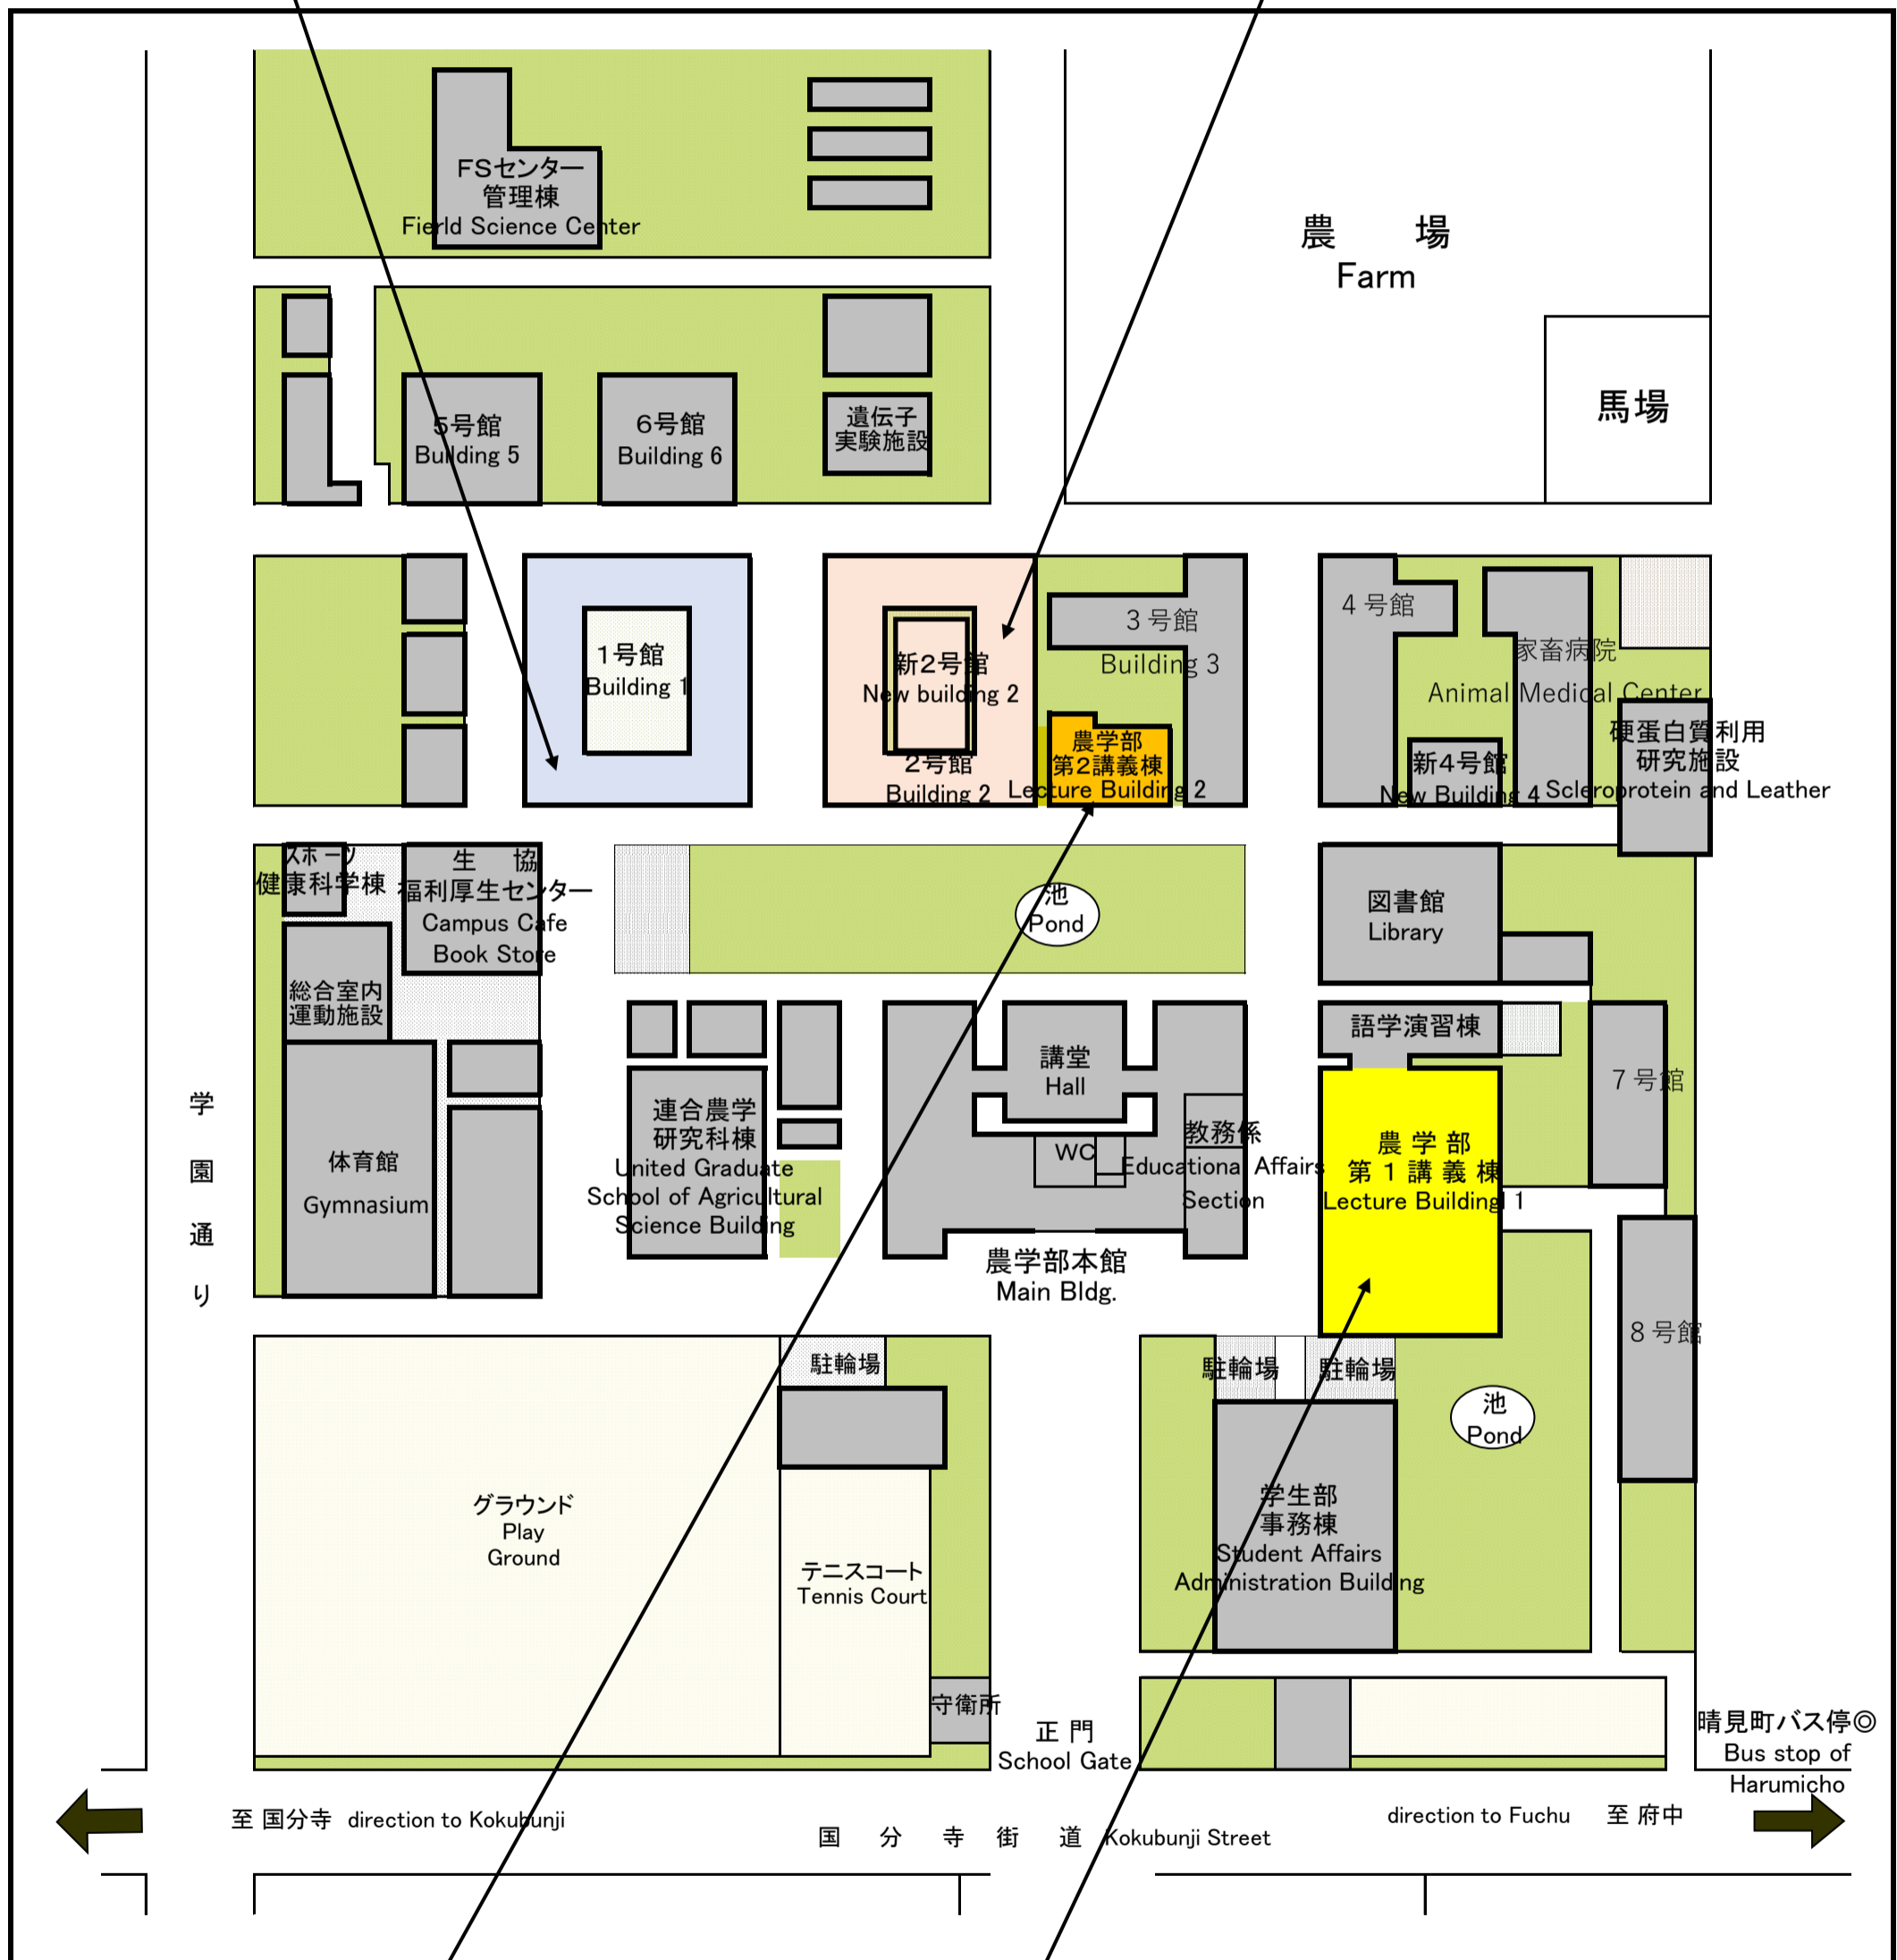 FSセンター
管理棟
Fierld Science Center
農　　場
Farm
馬場
5号館
Building 5
6号館
Building 6
遺伝子
実験施設
1号館
Building 1
新2号館
New building 2
2号館
Building 2
3号館
Building 3
農学部
第2講義棟
Lecture Building 2
4号館
家畜病院
Animal Medical Center
新4号館
New Building 4
硬蛋白質利用
研究施設
Scleroprotein and Leather
スポーツ
健康科学棟
生　協
福利厚生センター
Campus Cafe
Book Store
池
Pond
図書館
Library
総合室内
運動施設
語学演習棟
講堂
Hall
7号館
学園通り
体育館
Gymnasium
連合農学
研究科棟
United Graduate
School of Agricultural
Science Building
WC
教務係
Educational Affairs
Section
農学部
第1講義棟
Lecture Buildingl 1
農学部本館
Main Bldg.
8号館
駐輪場
駐輪場
駐輪場
池
Pond
グラウンド
Play
Ground
テニスコート
Tennis Court
学生部
事務棟
Student Affairs
Administration Building
守衛所
正門
School Gate
晴見町バス停◎
Bus stop of
Harumicho
至 国分寺 direction to Kokubunji
国分寺街道 Kokubunji Street
direction to Fuchu 至 府中